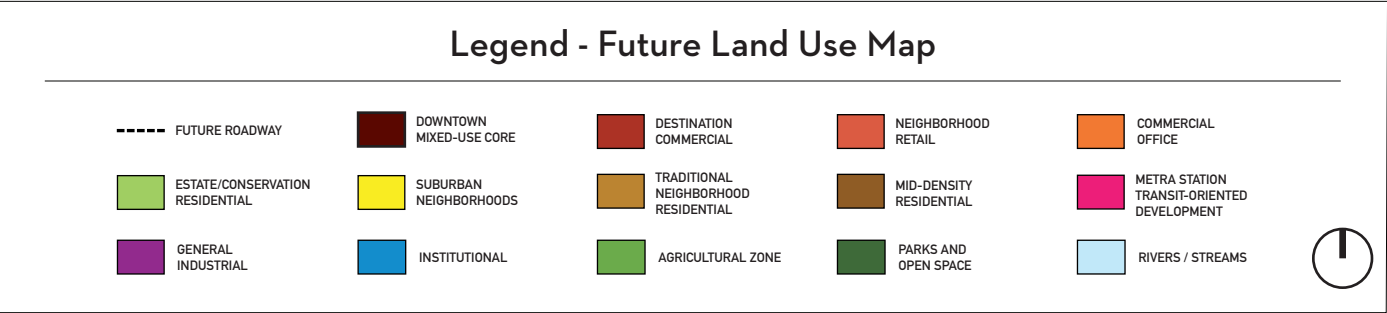 Legend - Future Land Use Map
FUTURE ROADWAY
DOWNTOWN
MIXED-USE CORE
DESTINATION
COMMERCIAL
NEIGHBORHOOD
RETAIL
COMMERCIAL
OFFICE
ESTATE/CONSERVATION
RESIDENTIAL
SUBURBAN
NEIGHBORHOODS
TRADITIONAL
NEIGHBORHOOD
RESIDENTIAL
MID-DENSITY
RESIDENTIAL
METRA STATION
TRANSIT-ORIENTED
DEVELOPMENT
GENERAL
INDUSTRIAL
INSTITUTIONAL
AGRICULTURAL ZONE
PARKS AND
OPEN SPACE
RIVERS / STREAMS